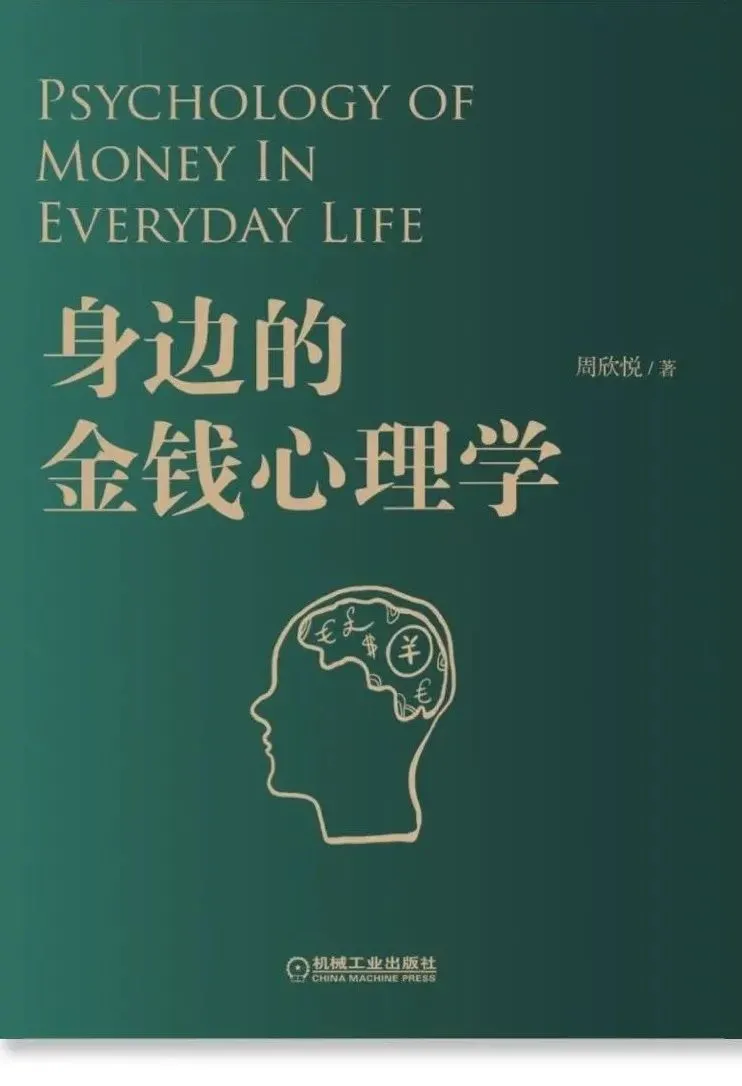 PSYCHOLOGY OF
MONEY IN
EVERYDAY LIFE
身边的
金钱心理学
周欣悦 / 著
€ £ $ 羊 €
机械工业出版社
CHINA MACHINE PRESS